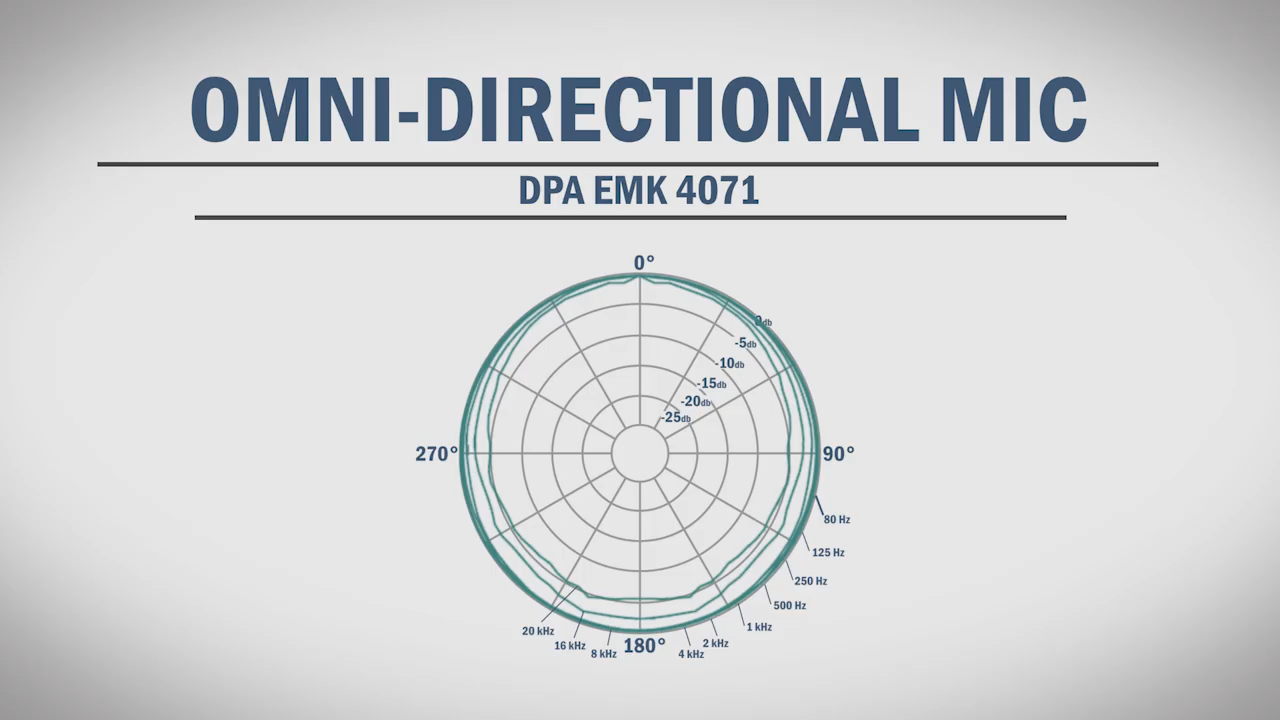 OMNI-DIRECTIONAL MIC
DPA EMK 4071
0°
0db
-5db
-10db
-15db
-20db
-25db
270°
90°
80 Hz
125 Hz
250 Hz
500 Hz
1 kHz
2 kHz
4 kHz
180°
8 kHz
16 kHz
20 kHz